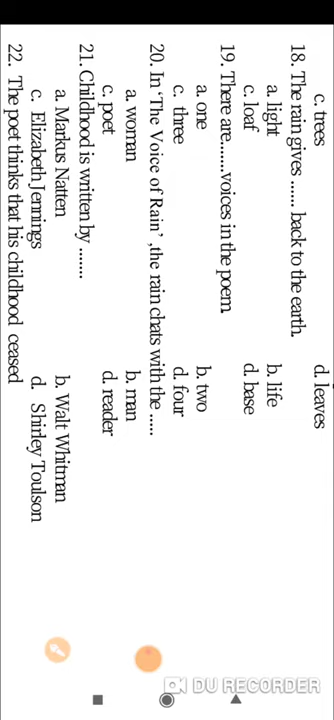 c. trees d. leaves
18. The rain gives ....... back to the earth.
a. light b. life
c. loaf d. base
19. There are........voices in the poem.
a. one b. two
c. three d. four
20. In 'The Voice of Rain' ,the rain chats with the .....
a. woman b. man
c. poet d. reader
21. Childhood is written by ........
a. Markus Natten b. Walt Whitman
c. Elizabeth Jennings d. Shirley Toulson
22. The poet thinks that his childhood ceased
DU RECORDER